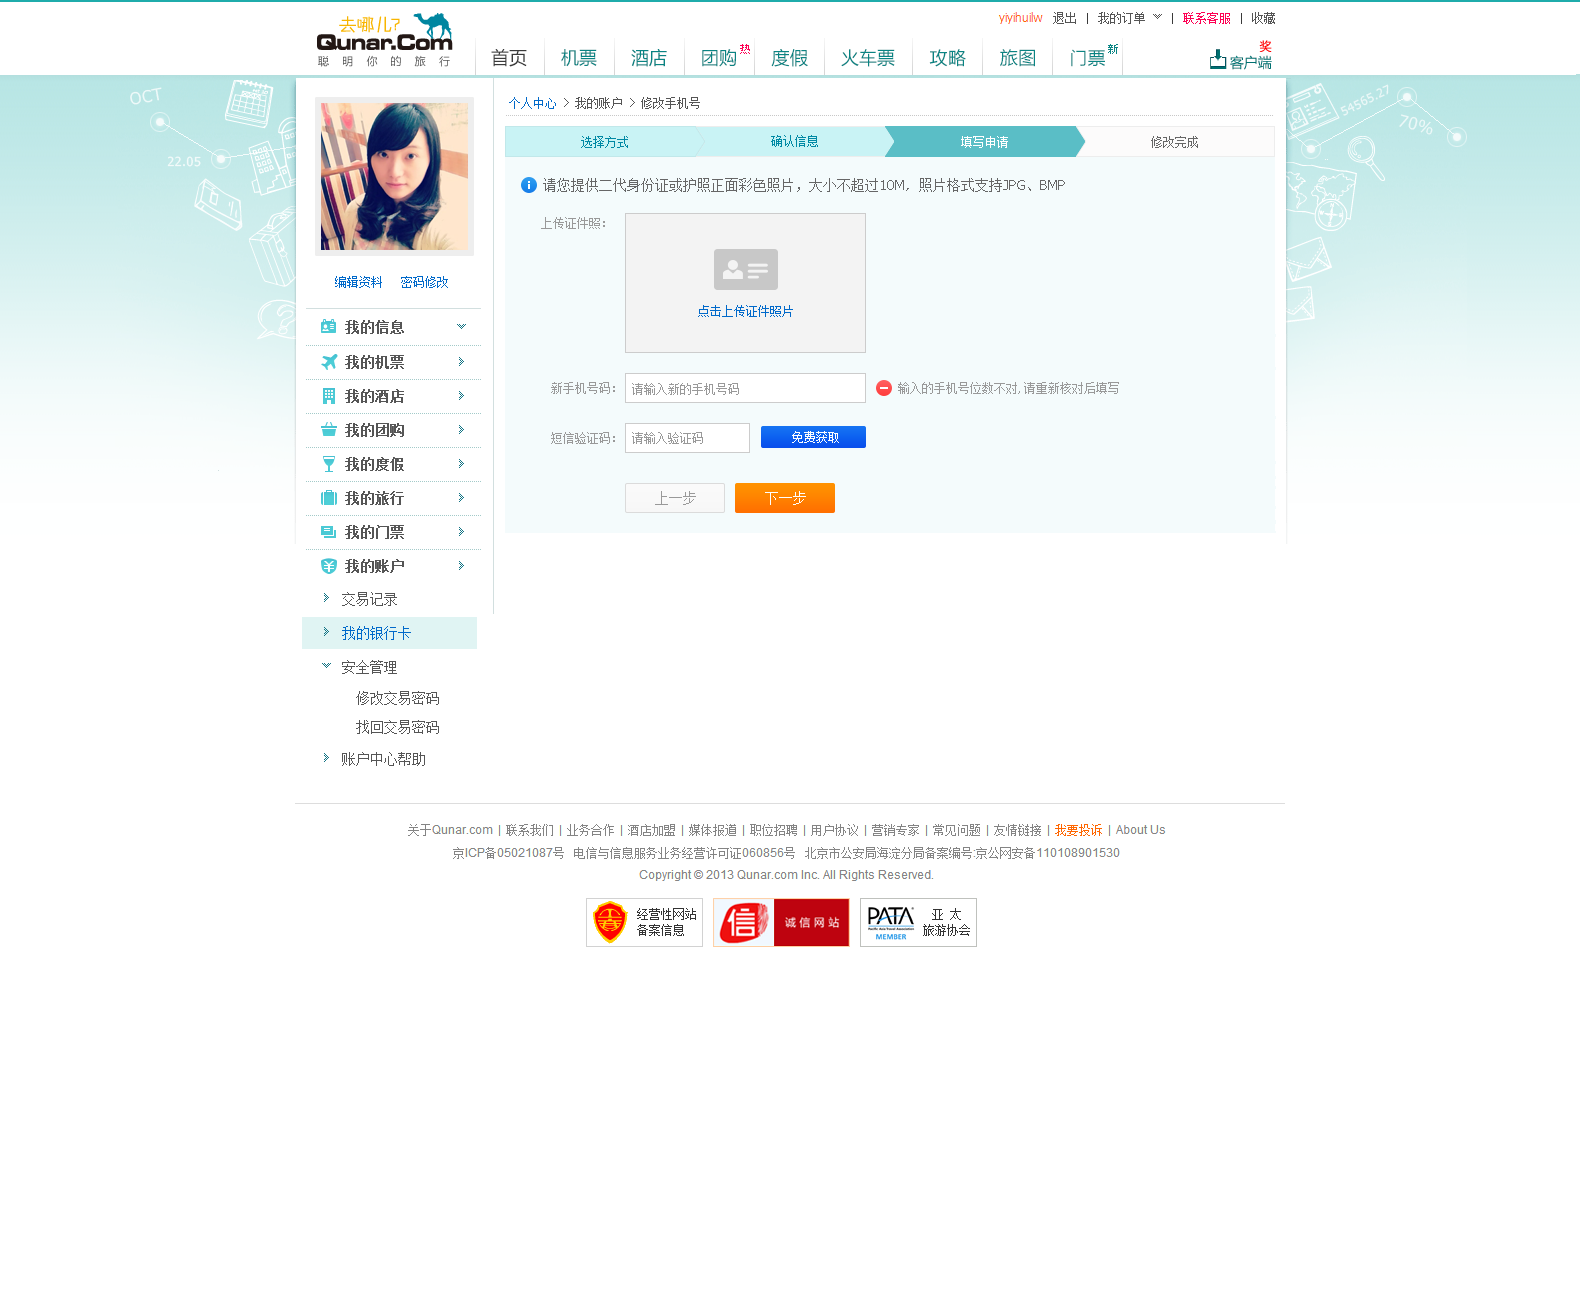 yiyihuilw 退出 | 我的订单 | 联系客服 | 收藏
去哪儿?
Qunar.Com
聪明你的旅行
首页 机票 酒店 团购 热 度假 火车票 攻略 旅图 门票 新
奖
客户端
OCT
22.05
54565.27
70%
编辑资料 密码修改
我的信息
我的机票
我的酒店
我的团购
我的度假
我的旅行
我的门票
我的账户
交易记录
我的银行卡
安全管理
修改交易密码
找回交易密码
账户中心帮助
个人中心 > 我的账户 > 修改手机号
选择方式 确认信息 填写申请 修改完成
请您提供二代身份证或护照正面彩色照片，大小不超过10M，照片格式支持JPG、BMP
上传证件照：
点击上传证件照片
新手机号码： 请输入新的手机号码 输入的手机号位数不对,请重新核对后填写
短信验证码： 请输入验证码 免费获取
上一步 下一步
关于Qunar.com | 联系我们 | 业务合作 | 酒店加盟 | 媒体报道 | 职位招聘 | 用户协议 | 营销专家 | 常见问题 | 友情链接 | 我要投诉 | About Us
京ICP备05021087号 电信与信息服务业务经营许可证060856号 北京市公安局海淀分局备案编号:京公网安备110108901530
Copyright © 2013 Qunar.com Inc. All Rights Reserved.
经营性网站
备案信息
信 诚信网站
PATA
MEMBER
亚 太
旅游协会